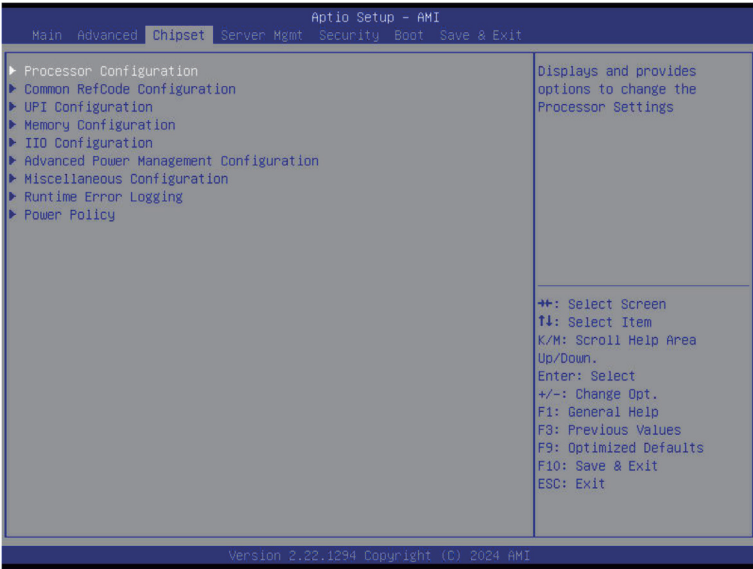 Aptio Setup – AMI
Main Advanced Chipset Server Mgmt Security Boot Save & Exit
Processor Configuration
Common RefCode Configuration
UPI Configuration
Memory Configuration
IIO Configuration
Advanced Power Management Configuration
Miscellaneous Configuration
Runtime Error Logging
Power Policy
Displays and provides
options to change the
Processor Settings
→←: Select Screen
↑↓: Select Item
K/M: Scroll Help Area
Up/Down.
Enter: Select
+/-: Change Opt.
F1: General Help
F3: Previous Values
F9: Optimized Defaults
F10: Save & Exit
ESC: Exit
Version 2.22.1294 Copyright (C) 2024 AMI